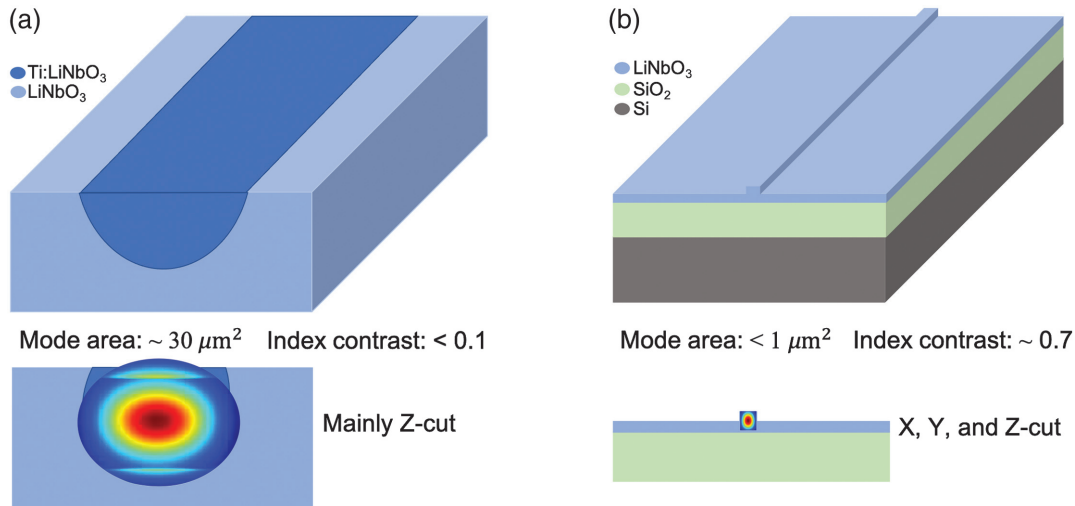 (a)
Ti:LiNbO₃
LiNbO₃
Mode area: ~ 30 μm² Index contrast: < 0.1
Mainly Z-cut
(b)
LiNbO₃
SiO₂
Si
Mode area: < 1 μm² Index contrast: ~ 0.7
X, Y, and Z-cut